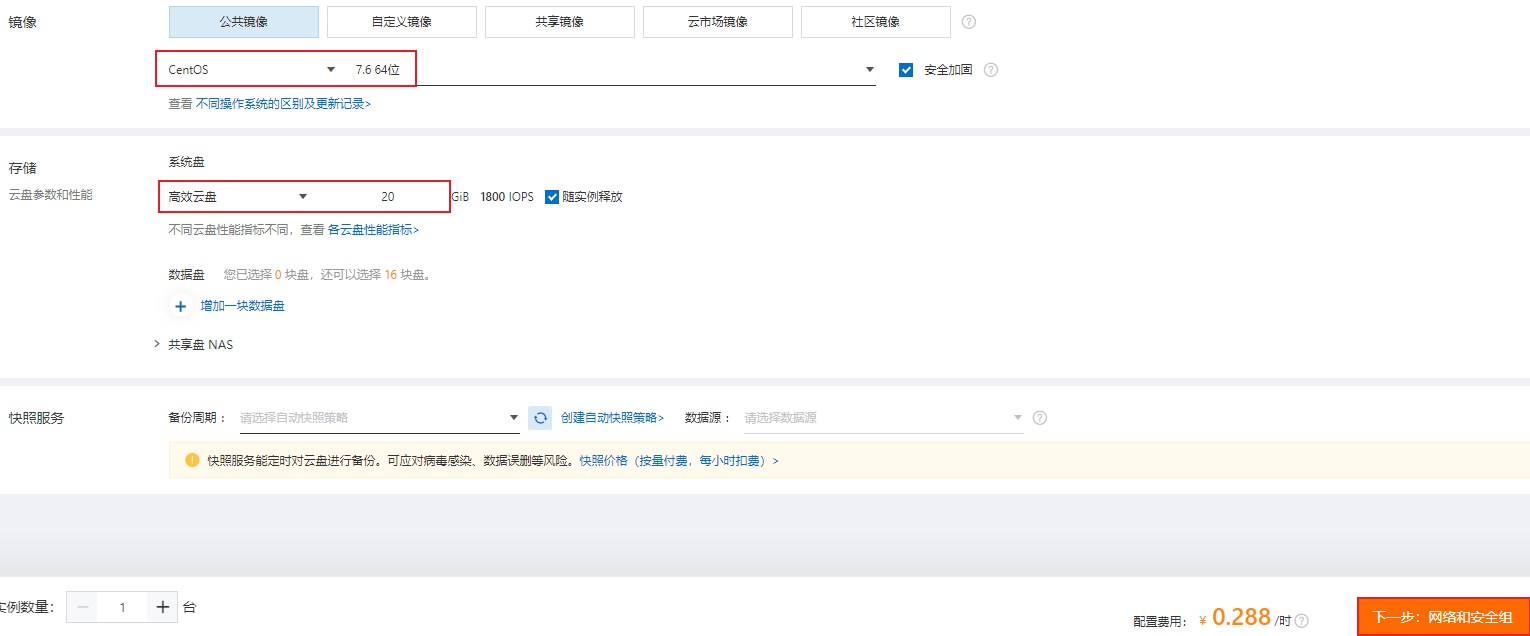 镜像 公共镜像 自定义镜像 共享镜像 云市场镜像 社区镜像 ?
CentOS 7.6 64位 安全加固 ?
查看 不同操作系统的区别及更新记录>
存储 系统盘
云盘参数和性能
高效云盘 20 GiB 1800 IOPS 随实例释放
不同云盘性能指标不同，查看 各云盘性能指标>
数据盘 您已选择 0 块盘，还可以选择 16 块盘。
+ 增加一块数据盘
> 共享盘 NAS
快照服务 备份周期： 请选择自动快照策略 创建自动快照策略> 数据源： 请选择数据源 ?
! 快照服务能定时对云盘进行备份。可应对病毒感染、数据误删等风险。快照价格（按量付费，每小时扣费）>
实例数量： — 1 + 台
配置费用： ¥ 0.288 /时 ? 下一步：网络和安全组